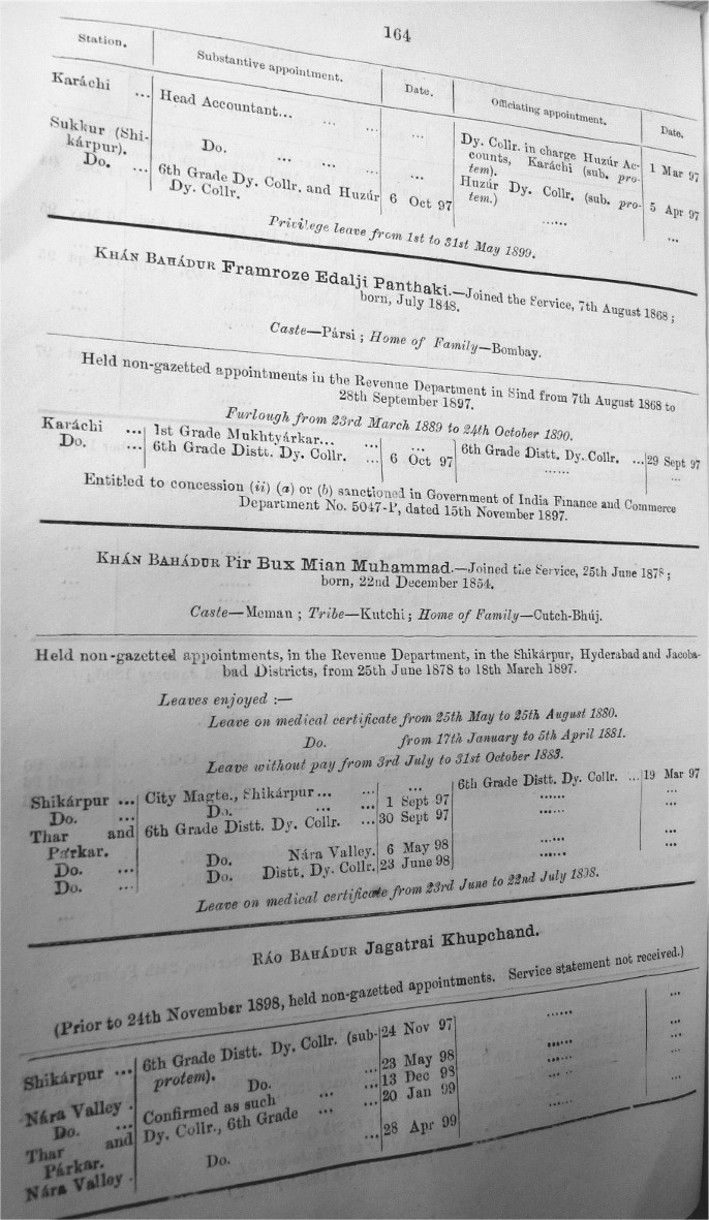 164
Station. Substantive appointment. Date. Officiating appointment. Date.
Karáchi ... Head Accountant... ... ... ... Dy. Collr. in charge Huzúr Accounts, Karáchi (sub. protem). 1 Mar 97
Sukkur (Shikárpur). Do. ... ... ... ... Huzúr Dy. Collr. (sub. protem.) 5 Apr 97
Do. ... 6th Grade Dy. Collr. and Huzúr Dy. Collr. 6 Oct 97 ...... ...
Privilege leave from 1st to 31st May 1899.
KHÁN BAHÁDUR Framroze Edalji Panthaki.—Joined the Service, 7th August 1868;
born, July 1848.
Caste—Pársi; Home of Family—Bombay.
Held non-gazetted appointments in the Revenue Department in Sind from 7th August 1868 to
28th September 1897.
Furlough from 23rd March 1889 to 24th October 1890.
Karáchi ... 1st Grade Mukhtyárkar... ... ... 6th Grade Distt. Dy. Collr. ... 29 Sept 97
Do. ... 6th Grade Distt. Dy. Collr. ... 6 Oct 97 ...... ...
Entitled to concession (ii) (a) or (b) sanctioned in Government of India Finance and Commerce
Department No. 5047-P, dated 15th November 1897.
KHÁN BAHÁDUR Pir Bux Mian Muhammad.—Joined the Service, 25th June 1878;
born, 22nd December 1854.
Caste—Meman; Tribe—Kutchi; Home of Family—Cutch-Bhúj.
Held non-gazetted appointments, in the Revenue Department, in the Shikárpur, Hyderabad and Jacoba-
bad Districts, from 25th June 1878 to 18th March 1897.
Leaves enjoyed :—
Leave on medical certificate from 25th May to 25th August 1880.
Do. from 17th January to 5th April 1881.
Leave without pay from 3rd July to 31st October 1883.
Shikárpur ... City Magte., Shikárpur... ... ... 6th Grade Distt. Dy. Collr. ... 19 Mar 97
Do. ... Do. ... ... 1 Sept 97 ...... ...
Thar and Párkar. 6th Grade Distt. Dy. Collr. ... 30 Sept 97 ...... ...
Do. ... Do. Nára Valley. 6 May 98 ...... ...
Do. ... Do. Distt. Dy. Collr. 23 June 98 ...... ...
Leave on medical certificate from 23rd June to 22nd July 1898.
RÁO BAHÁDUR Jagatrai Khupchand.
(Prior to 24th November 1898, held non-gazetted appointments. Service statement not received.)
Shikárpur ... 6th Grade Distt. Dy. Collr. (sub-protem). 24 Nov 97 ...... ...
Nára Valley . Do. ... 23 May 98 ...... ...
Do. ... Confirmed as such ... ... 13 Dec 98 ...... ...
Thar and Párkar. Dy. Collr., 6th Grade ... ... 20 Jan 99 ...... ...
Nára Valley . Do. ... 28 Apr 99 ...... ...